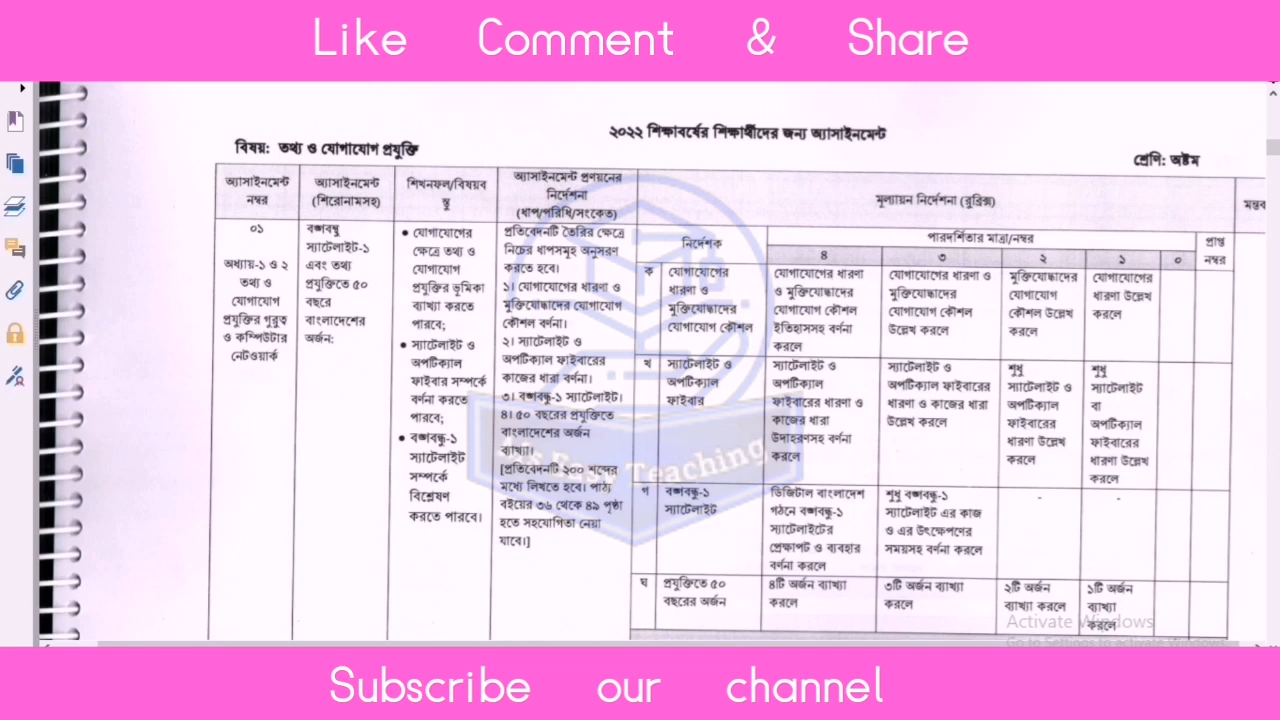 Like Comment & Share
২০২২ শিক্ষাবর্ষের শিক্ষার্থীদের জন্য অ্যাসাইনমেন্ট
বিষয়: তথ্য ও যোগাযোগ প্রযুক্তি
শ্রেণি: অষ্টম
অ্যাসাইনমেন্ট
নম্বর
অ্যাসাইনমেন্ট
(শিরোনামসহ)
শিখনফল/বিষয়ব
স্তু
অ্যাসাইনমেন্ট প্রণয়নের
নির্দেশনা
(ধাপ/পরিধি/সংকেত)
মূল্যায়ন নির্দেশনা (রুব্রিক্স)
০১
অধ্যায়-১ ও ২
তথ্য ও
যোগাযোগ
প্রযুক্তির গুরুত্ব
ও কম্পিউটার
নেটওয়ার্ক
বঙ্গবন্ধু
স্যাটেলাইট-১
এবং তথ্য
প্রযুক্তিতে ৫০
বছরে
বাংলাদেশের
অর্জন:
• যোগাযোগের
ক্ষেত্রে তথ্য ও
যোগাযোগ
প্রযুক্তির ভূমিকা
ব্যাখ্যা করতে
পারবে;
• স্যাটেলাইট ও
অপটিক্যাল
ফাইবার সম্পর্কে
বর্ণনা করতে
পারবে;
• বঙ্গবন্ধু-১
স্যাটেলাইট
সম্পর্কে
বিশ্লেষণ
করতে পারবে।
প্রতিবেদনটি তৈরির ক্ষেত্রে
নিচের ধাপসমূহ অনুসরণ
করতে হবে।
১। যোগাযোগের ধারণা ও
মুক্তিযোদ্ধাদের যোগাযোগ
কৌশল বর্ণনা।
২। স্যাটেলাইট ও
অপটিক্যাল ফাইবারের
কাজের ধারা বর্ণনা।
৩। বঙ্গবন্ধু-১ স্যাটেলাইট।
৪। ৫০ বছরের প্রযুক্তিতে
বাংলাদেশের অর্জন
ব্যাখ্যা।
[প্রতিবেদনটি ২০০ শব্দের
মধ্যে লিখতে হবে। পাঠ্য
বইয়ের ৩৬ থেকে ৪৯ পৃষ্ঠা
হতে সহযোগিতা নেয়া
যাবে।]
নির্দেশক
পারদর্শিতার মাত্রা/নম্বর
প্রাপ্ত
নম্বর
৪ ৩ ২ ১ ০
ক
যোগাযোগের
ধারণা ও
মুক্তিযোদ্ধাদের
যোগাযোগ কৌশল
যোগাযোগের ধারণা
ও মুক্তিযোদ্ধাদের
যোগাযোগ কৌশল
ইতিহাসসহ বর্ণনা
করলে
যোগাযোগের ধারণা ও
মুক্তিযোদ্ধাদের
যোগাযোগ কৌশল
উল্লেখ করলে
মুক্তিযোদ্ধাদের
যোগাযোগ
কৌশল উল্লেখ
করলে
যোগাযোগের
ধারণা উল্লেখ
করলে
খ
স্যাটেলাইট ও
অপটিক্যাল
ফাইবার
স্যাটেলাইট ও
অপটিক্যাল
ফাইবারের ধারণা ও
কাজের ধারা
উদাহরণসহ বর্ণনা
করলে
স্যাটেলাইট ও
অপটিক্যাল ফাইবারের
ধারণা ও কাজের ধারা
উল্লেখ করলে
শুধু
স্যাটেলাইট ও
অপটিক্যাল
ফাইবারের
ধারণা উল্লেখ
করলে
শুধু
স্যাটেলাইট
বা
অপটিক্যাল
ফাইবারের
ধারণা উল্লেখ
করলে
গ
বঙ্গবন্ধু-১
স্যাটেলাইট
ডিজিটাল বাংলাদেশ
গঠনে বঙ্গবন্ধু-১
স্যাটেলাইটের
প্রেক্ষাপট ও ব্যবহার
বর্ণনা করলে
শুধু বঙ্গবন্ধু-১
স্যাটেলাইট এর কাজ
ও এর উৎক্ষেপণের
সময়সহ বর্ণনা করলে
-
-
ঘ
প্রযুক্তিতে ৫০
বছরের অর্জন
৪টি অর্জন ব্যাখ্যা
করলে
৩টি অর্জন ব্যাখ্যা
করলে
২টি অর্জন
ব্যাখ্যা করলে
১টি অর্জন
ব্যাখ্যা
করলে
Easy Teaching
Activate Windows
Go to Settings to activate Windows.
Subscribe our channel